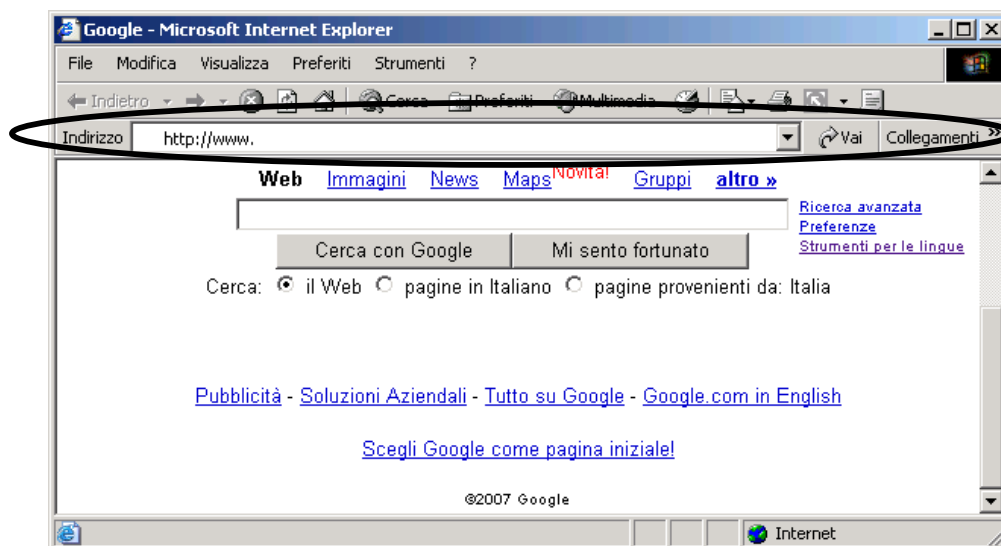 Google - Microsoft Internet Explorer
File Modifica Visualizza Preferiti Strumenti ?
Indietro Cerca Preferiti Multimedia
Indirizzo http://www. Vai Collegamenti »
Web Immagini News Maps Novità! Gruppi altro »
Ricerca avanzata
Preferenze
Strumenti per le lingue
Cerca con Google Mi sento fortunato
Cerca: il Web pagine in Italiano pagine provenienti da: Italia
Pubblicità - Soluzioni Aziendali - Tutto su Google - Google.com in English
Scegli Google come pagina iniziale!
©2007 Google
Internet